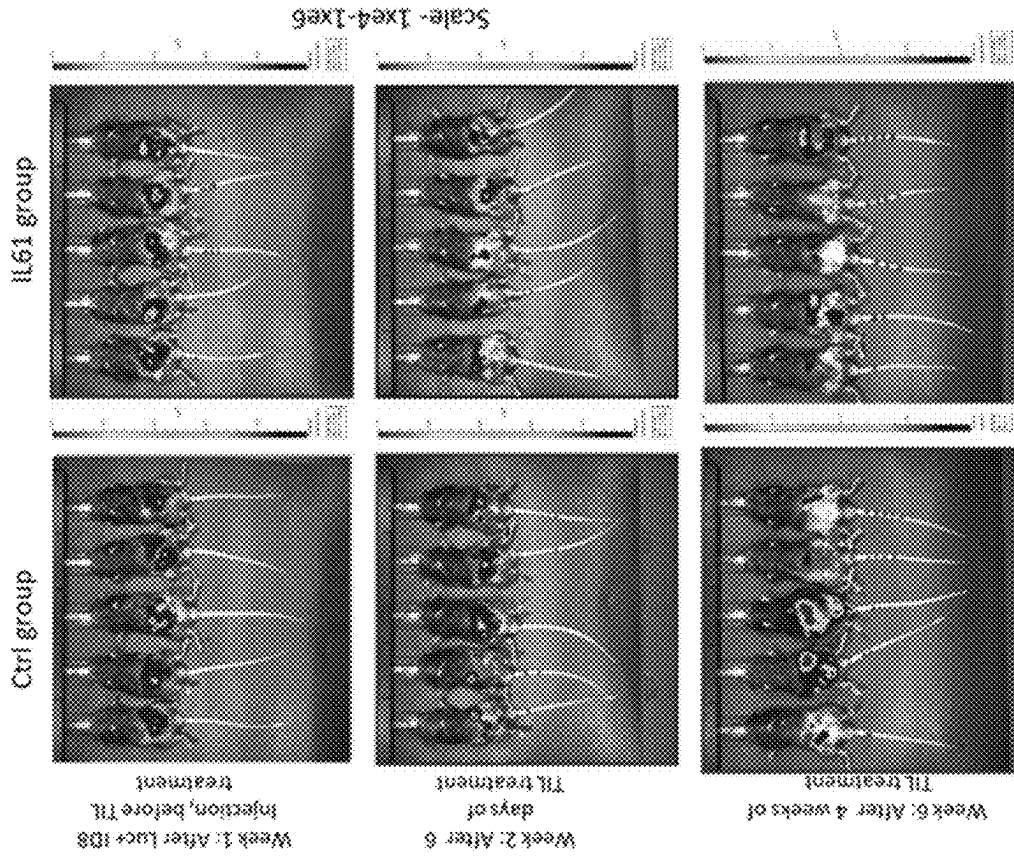 Ctrl group
IL61 group
Week 1: After Luc+ ID8
Injection, before TIL
treatment
Week 2: After 6
days of
TIL treatment
Week 6: After 4 weeks of
TIL treatment
Scale- 1xe4-1xe6